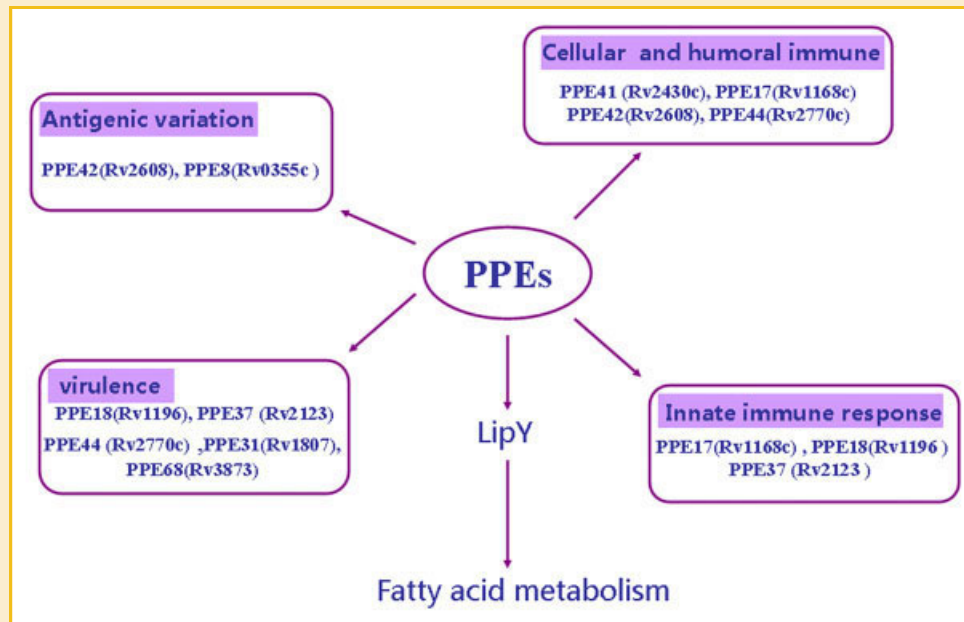 Cellular and humoral immune
PPE41 (Rv2430c), PPE17(Rv1168c)
PPE42(Rv2608), PPE44(Rv2770c)
Antigenic variation
PPE42(Rv2608), PPE8(Rv0355c )
PPEs
virulence
PPE18(Rv1196), PPE37 (Rv2123)
PPE44 (Rv2770c) ,PPE31(Rv1807),
PPE68(Rv3873)
LipY
Innate immune response
PPE17(Rv1168c) , PPE18(Rv1196 )
PPE37 (Rv2123 )
Fatty acid metabolism